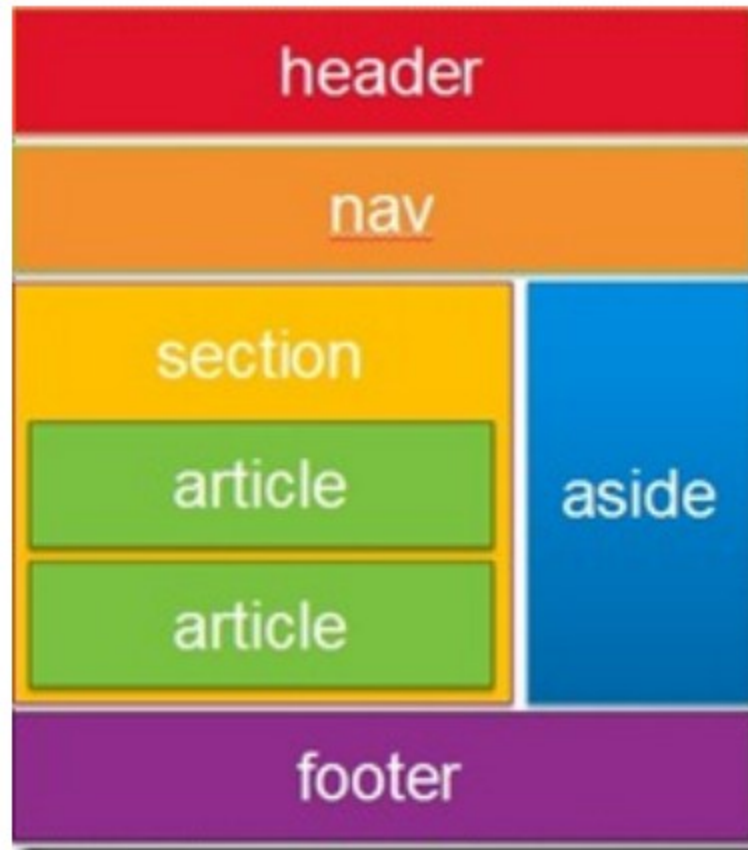 header
nav
section
article
aside
article
footer